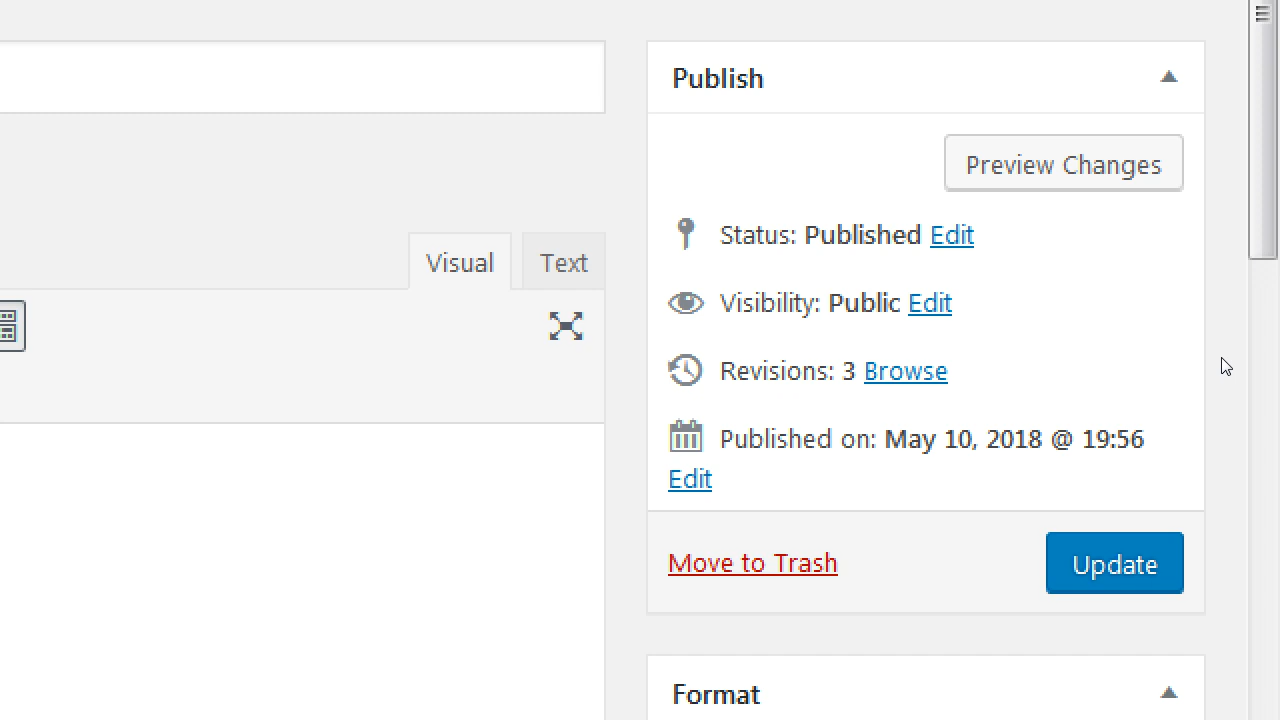 Publish
Preview Changes
Status: Published Edit
Visual
Text
Visibility: Public Edit
Revisions: 3 Browse
Published on: May 10, 2018 @ 19:56
Edit
Move to Trash
Update
Format